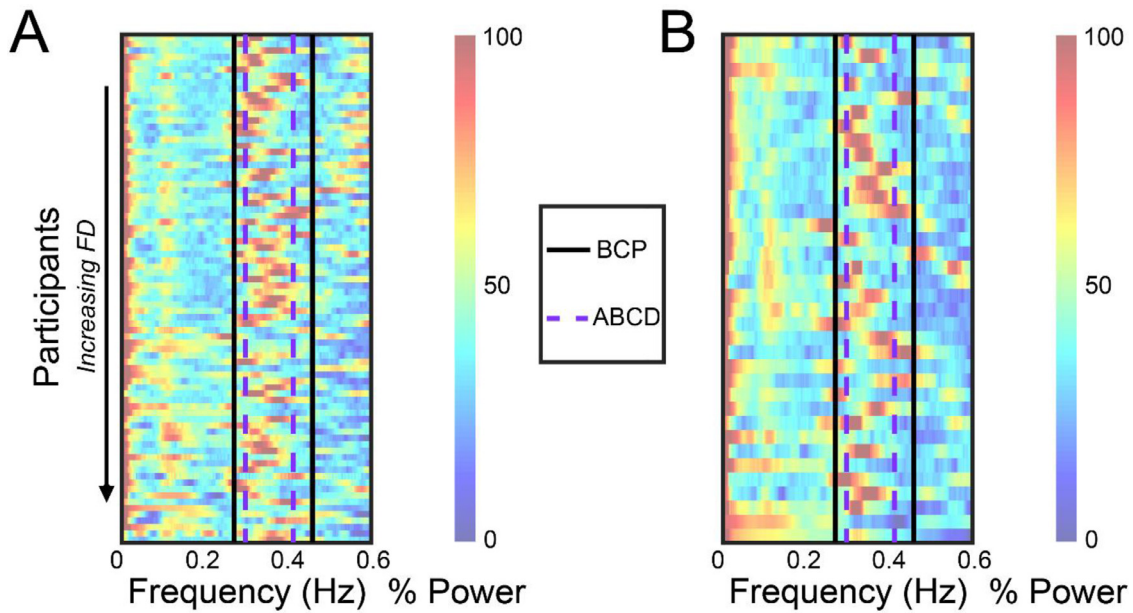 A
B
Participants
Increasing FD
100
50
0
BCP
ABCD
100
50
0
0 0.2 0.4 0.6
0 0.2 0.4 0.6
Frequency (Hz) % Power
Frequency (Hz) % Power